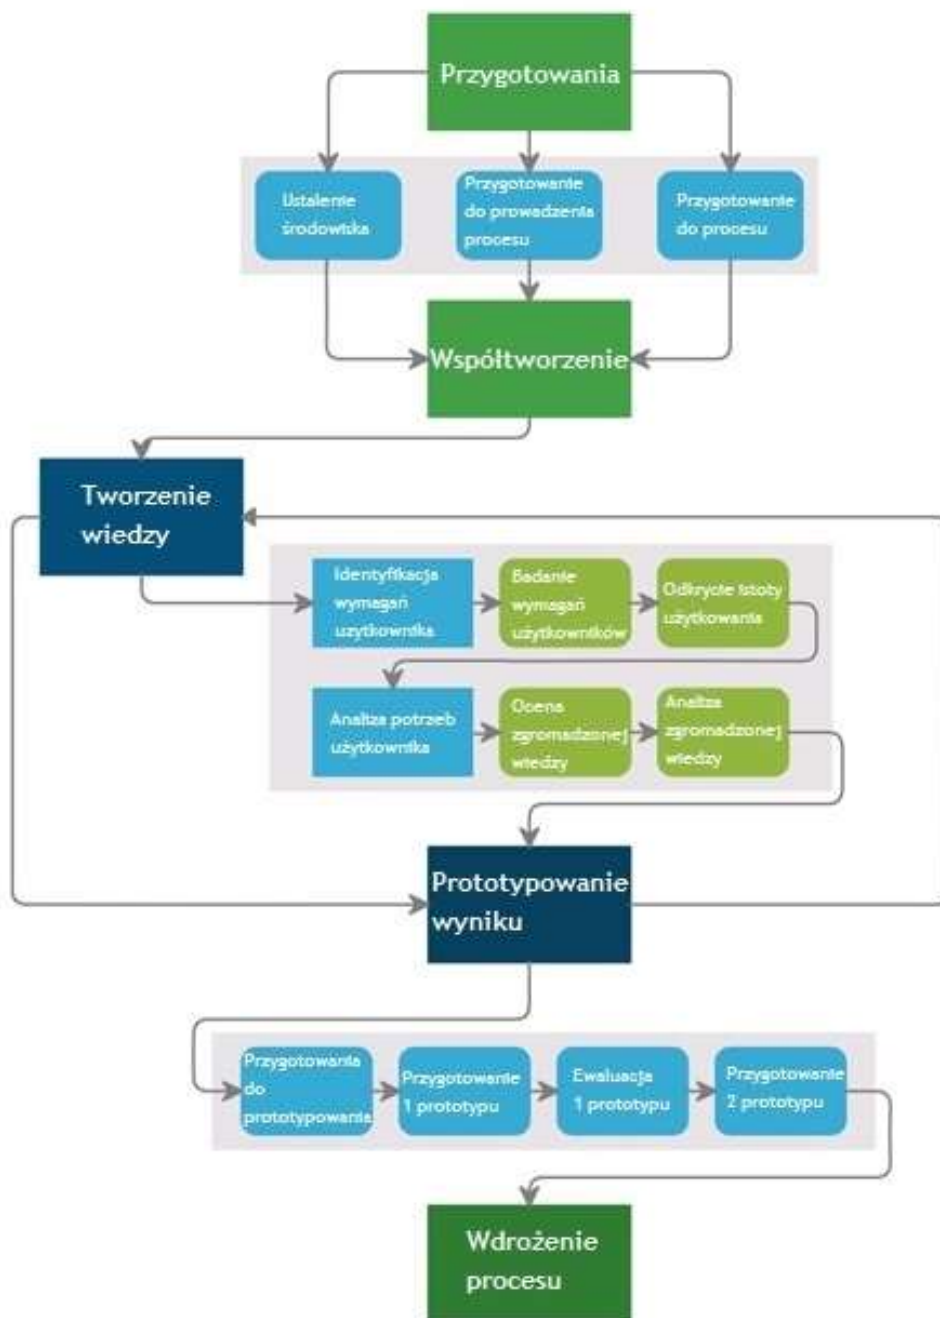 Przygotowania
Ustalenie
środowiska
Przygotowanie
do prowadzenia
procesu
Przygotowanie
do procesu
Współtworzenie
Tworzenie
wiedzy
Identyfikacja
wymagań
uzytkownika
Badanie
wymagań
użytkowników
Odkrycie istoty
użytkowania
Analiza potrzeb
użytkownika
Ocena
zgromadzonej
wiedzy
Analiza
zgromadzonej
wiedzy
Prototypowanie
wyniku
Przygotowania
do
prototypowania
Przygotowanie
1 prototypu
Ewaluacja
1 prototypu
Przygotowanie
2 prototypu
Wdrożenie
procesu